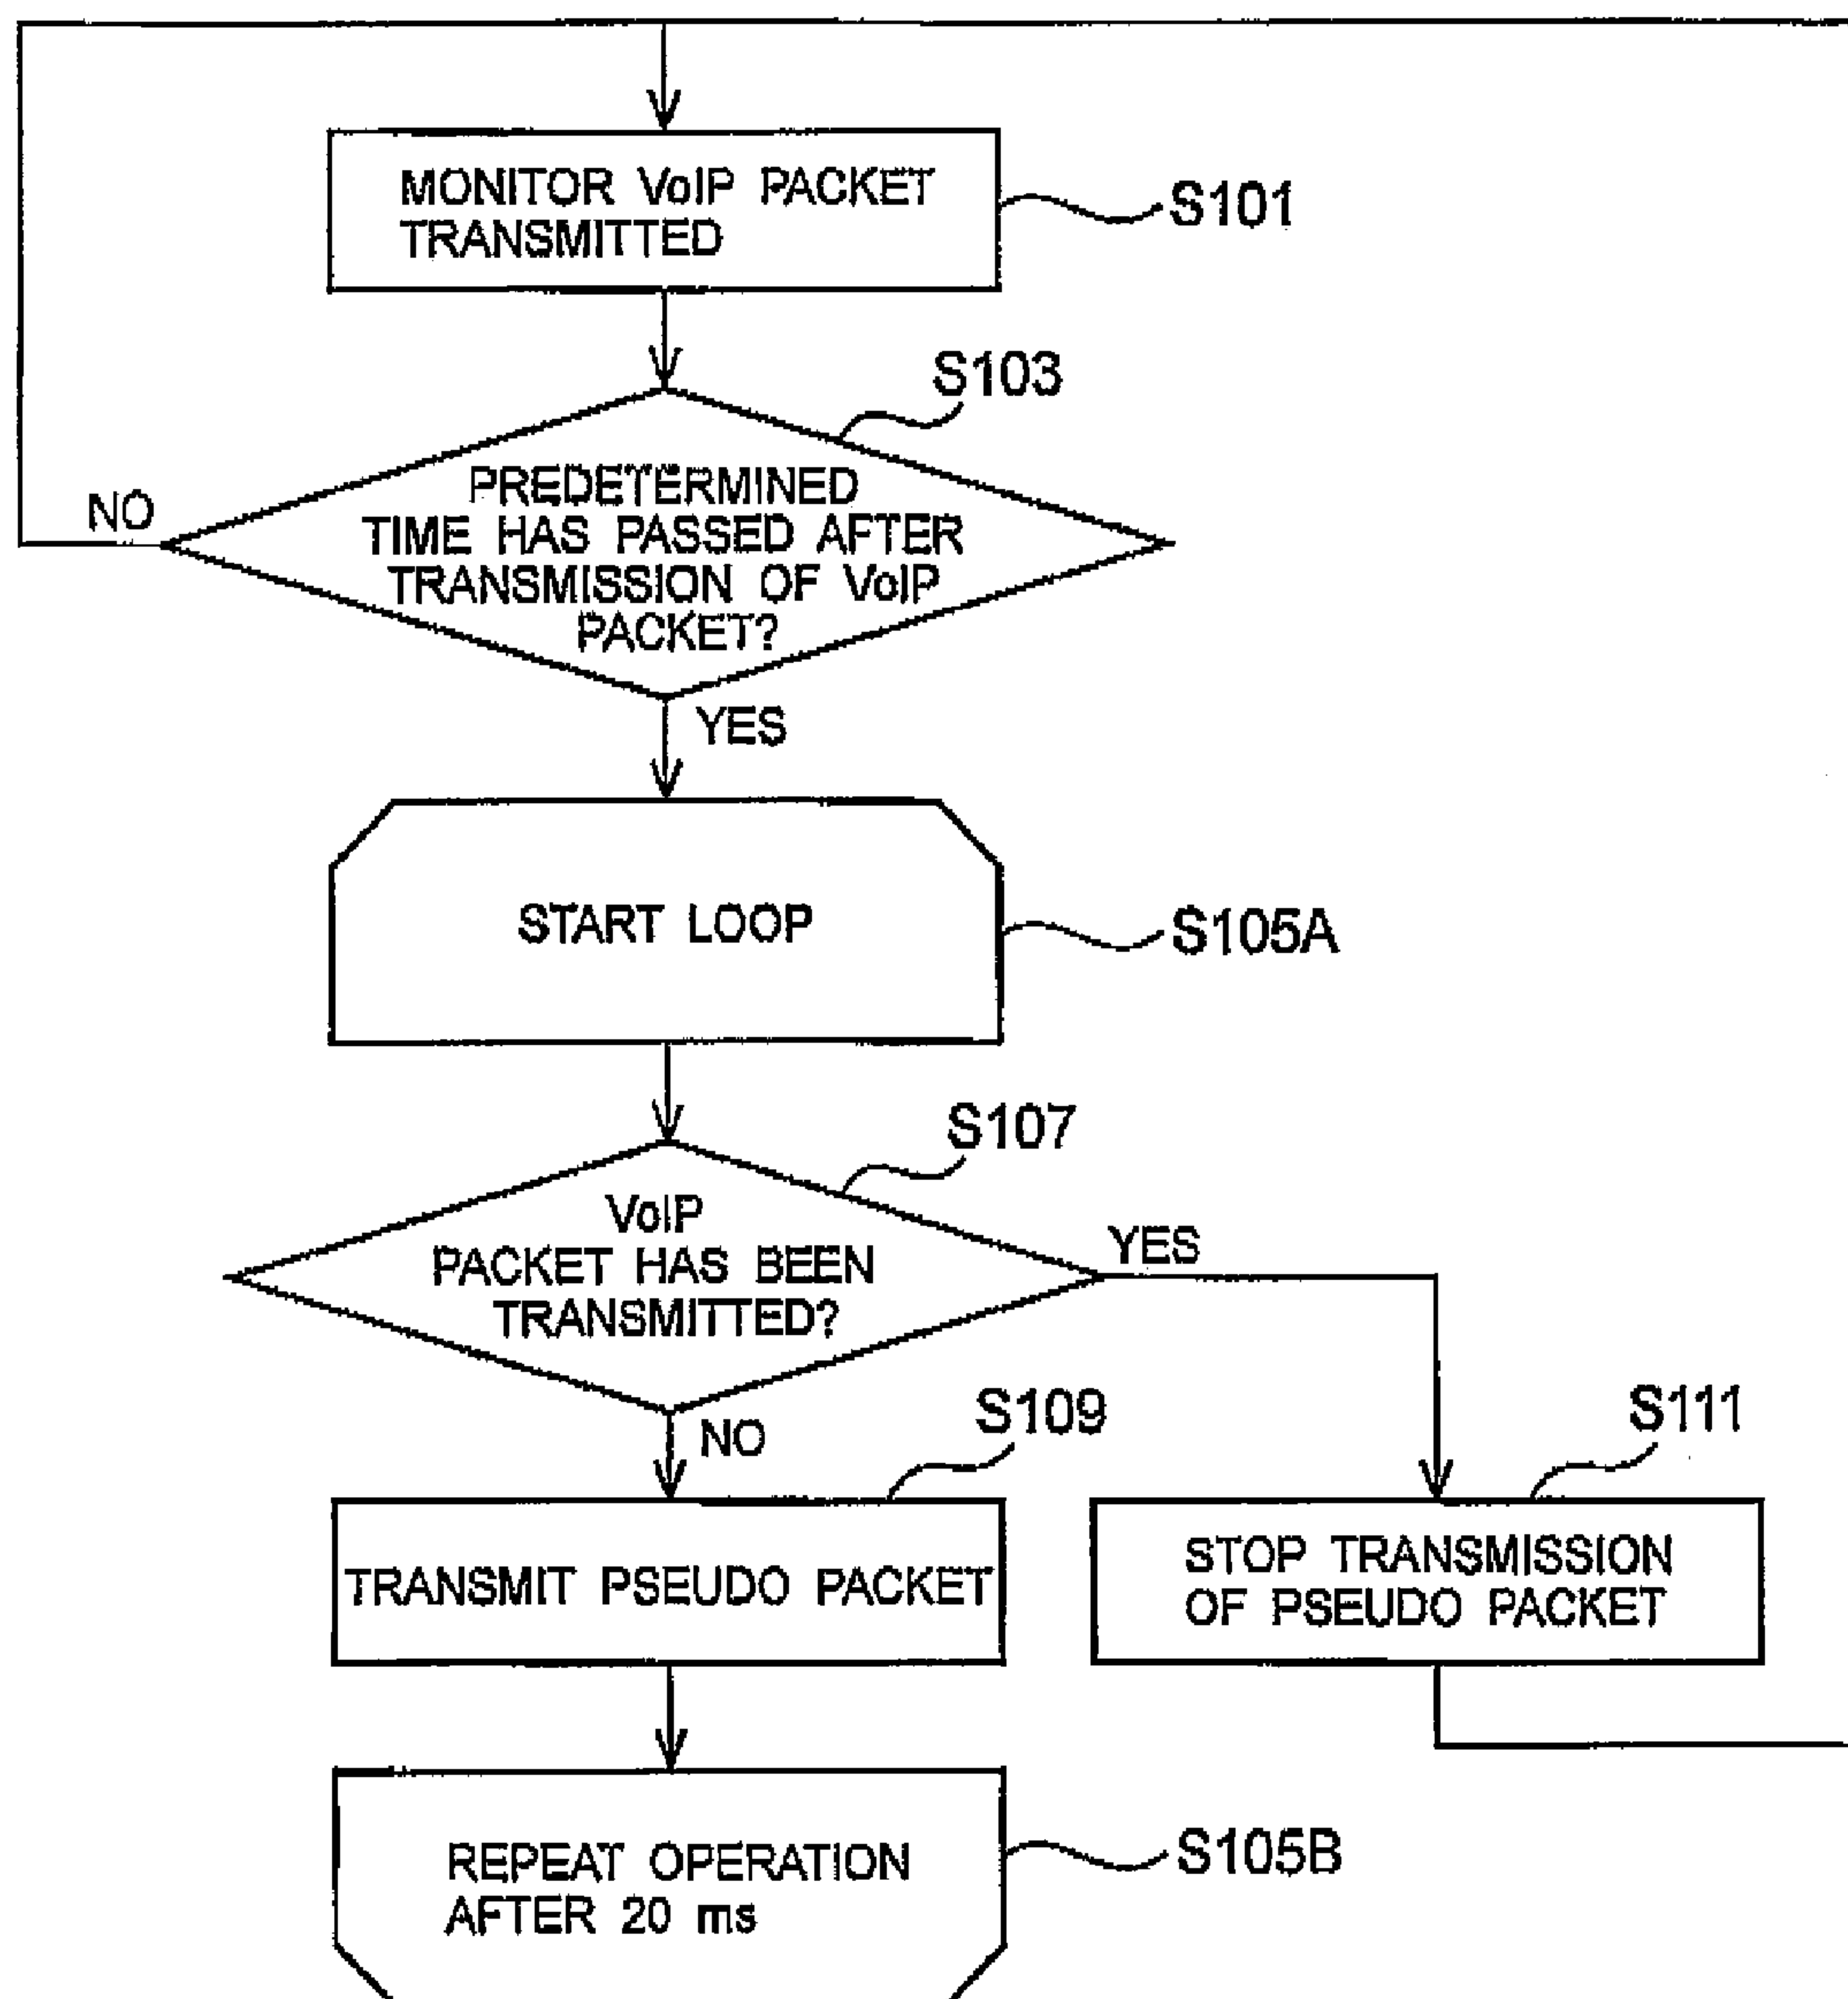 MONITOR VoIP PACKET
TRANSMITTED
S101
S103
PREDETERMINED
TIME HAS PASSED AFTER
TRANSMISSION OF VoIP
PACKET?
NO
YES
START LOOP
S105A
S107
VoIP
PACKET HAS BEEN
TRANSMITTED?
YES
NO
S109
S111
TRANSMIT PSEUDO PACKET
STOP TRANSMISSION
OF PSEUDO PACKET
REPEAT OPERATION
AFTER 20 ms
S105B